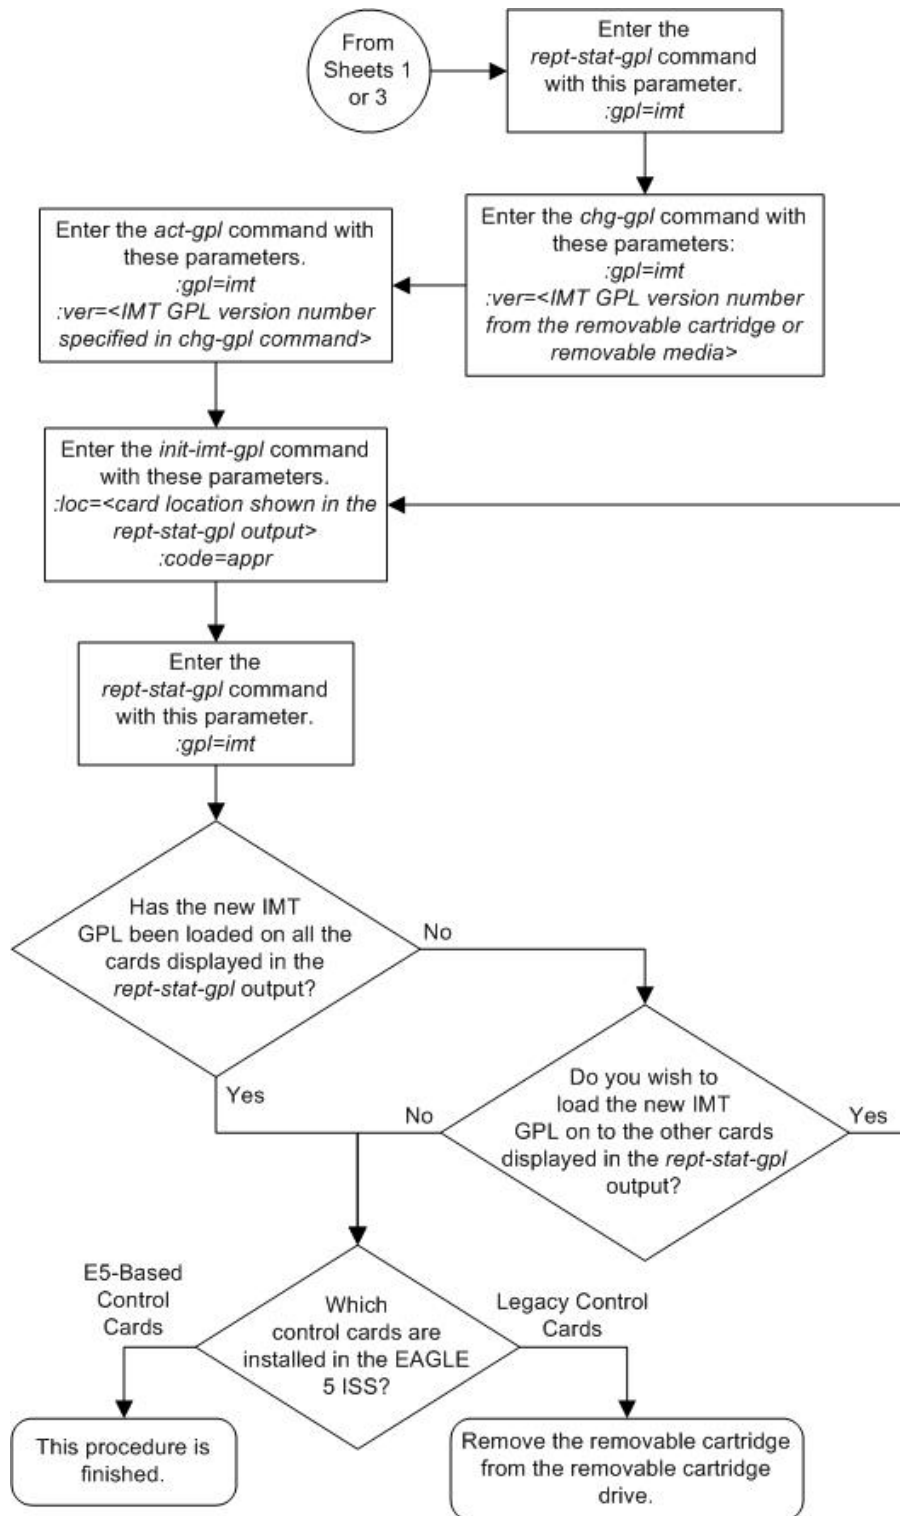 From
Sheets 1
or 3
Enter the
rept-stat-gpl command
with this parameter.
:gpl=imt
Enter the chg-gpl command with
these parameters:
:gpl=imt
:ver=<IMT GPL version number
from the removable cartridge or
removable media>
Enter the act-gpl command with
these parameters.
:gpl=imt
:ver=<IMT GPL version number
specified in chg-gpl command>
Enter the init-imt-gpl command
with these parameters.
:loc=<card location shown in the
rept-stat-gpl output>
:code=appr
Enter the
rept-stat-gpl command
with this parameter.
:gpl=imt
Has the new IMT
GPL been loaded on all the
cards displayed in the
rept-stat-gpl output?
No
Yes
Do you wish to
load the new IMT
GPL on to the other cards
displayed in the rept-stat-gpl
output?
No
Yes
Which
control cards are
installed in the EAGLE
5 ISS?
E5-Based
Control
Cards
Legacy Control
Cards
This procedure is
finished.
Remove the removable cartridge
from the removable cartridge
drive.